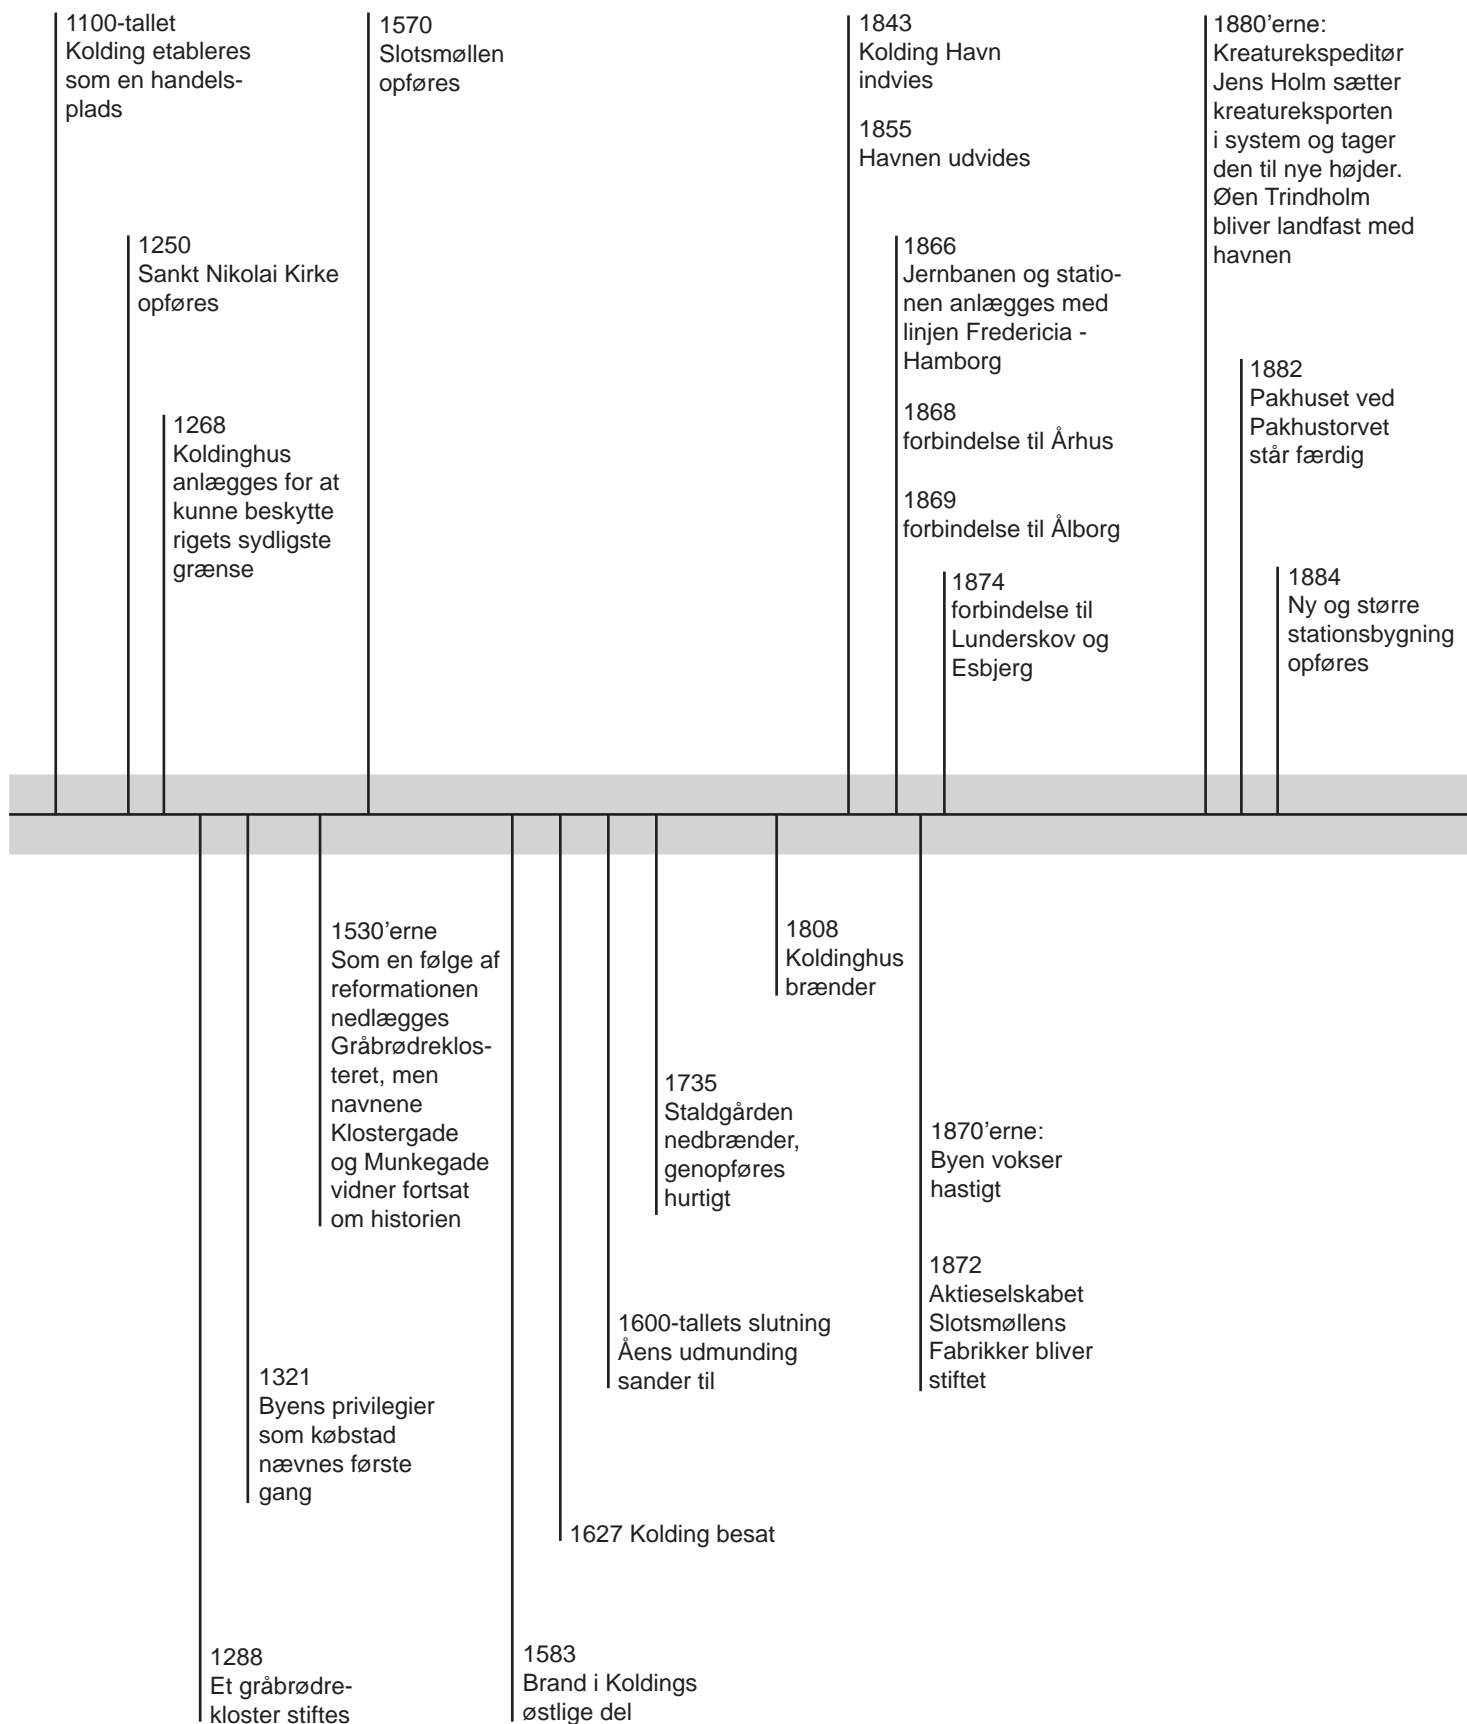 1100-tallet
Kolding etableres
som en handels-
plads
1250
Sankt Nikolai Kirke
opføres
1268
Koldinghus
anlægges for at
kunne beskytte
rigets sydligste
grænse
1570
Slotsmøllen
opføres
1843
Kolding Havn
indvies
1855
Havnen udvides
1866
Jernbanen og statio-
nen anlægges med
linjen Fredericia -
Hamborg
1868
forbindelse til Århus
1869
forbindelse til Ålborg
1874
forbindelse til
Lunderskov og
Esbjerg
1880’erne:
Kreaturekspeditør
Jens Holm sætter
kreatureksporten
i system og tager
den til nye højder.
Øen Trindholm
bliver landfast med
havnen
1882
Pakhuset ved
Pakhustorvet
står færdig
1884
Ny og større
stationsbygning
opføres
1288
Et gråbrødre-
kloster stiftes
1321
Byens privilegier
som købstad
nævnes første
gang
1530’erne
Som en følge af
reformationen
nedlægges
Gråbrødreklos-
teret, men
navnene
Klostergade
og Munkegade
vidner fortsat
om historien
1583
Brand i Koldings
østlige del
1627 Kolding besat
1600-tallets slutning
Åens udmunding
sander til
1735
Staldgården
nedbrænder,
genopføres
hurtigt
1808
Koldinghus
brænder
1870’erne:
Byen vokser
hastigt
1872
Aktieselskabet
Slotsmøllens
Fabrikker bliver
stiftet